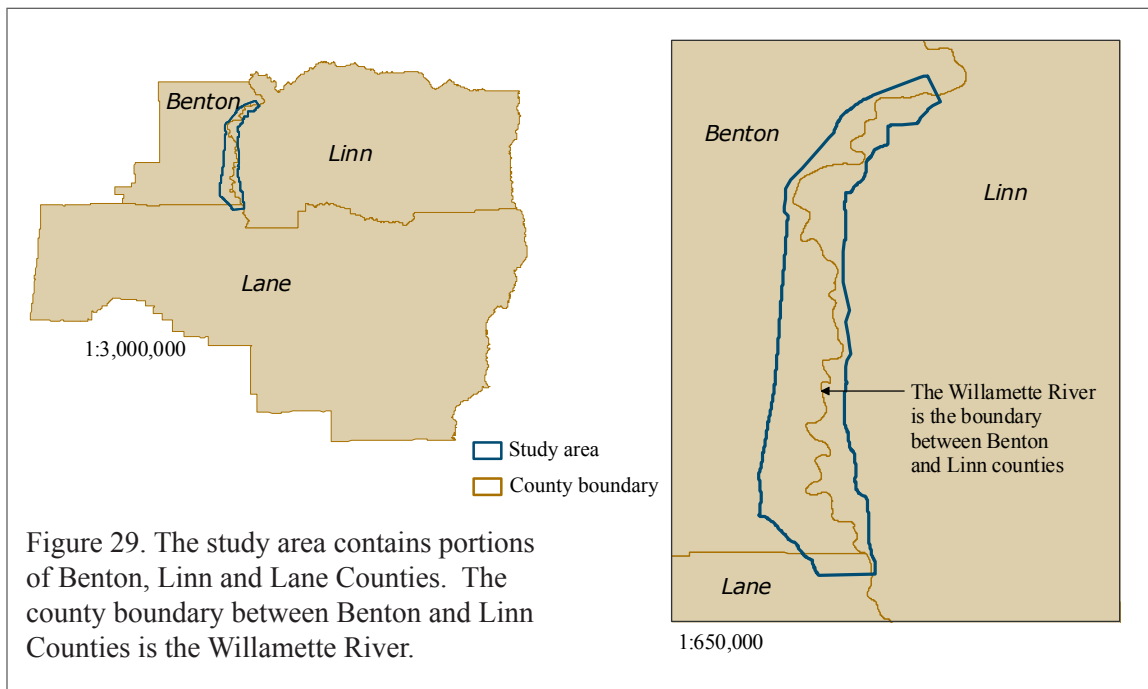 Benton
Linn
Lane
1:3,000,000
Study area
County boundary
Figure 29. The study area contains portions
of Benton, Linn and Lane Counties.  The
county boundary between Benton and Linn
Counties is the Willamette River.
Benton
Linn
The Willamette River
is the boundary
between Benton
and Linn counties
Lane
1:650,000